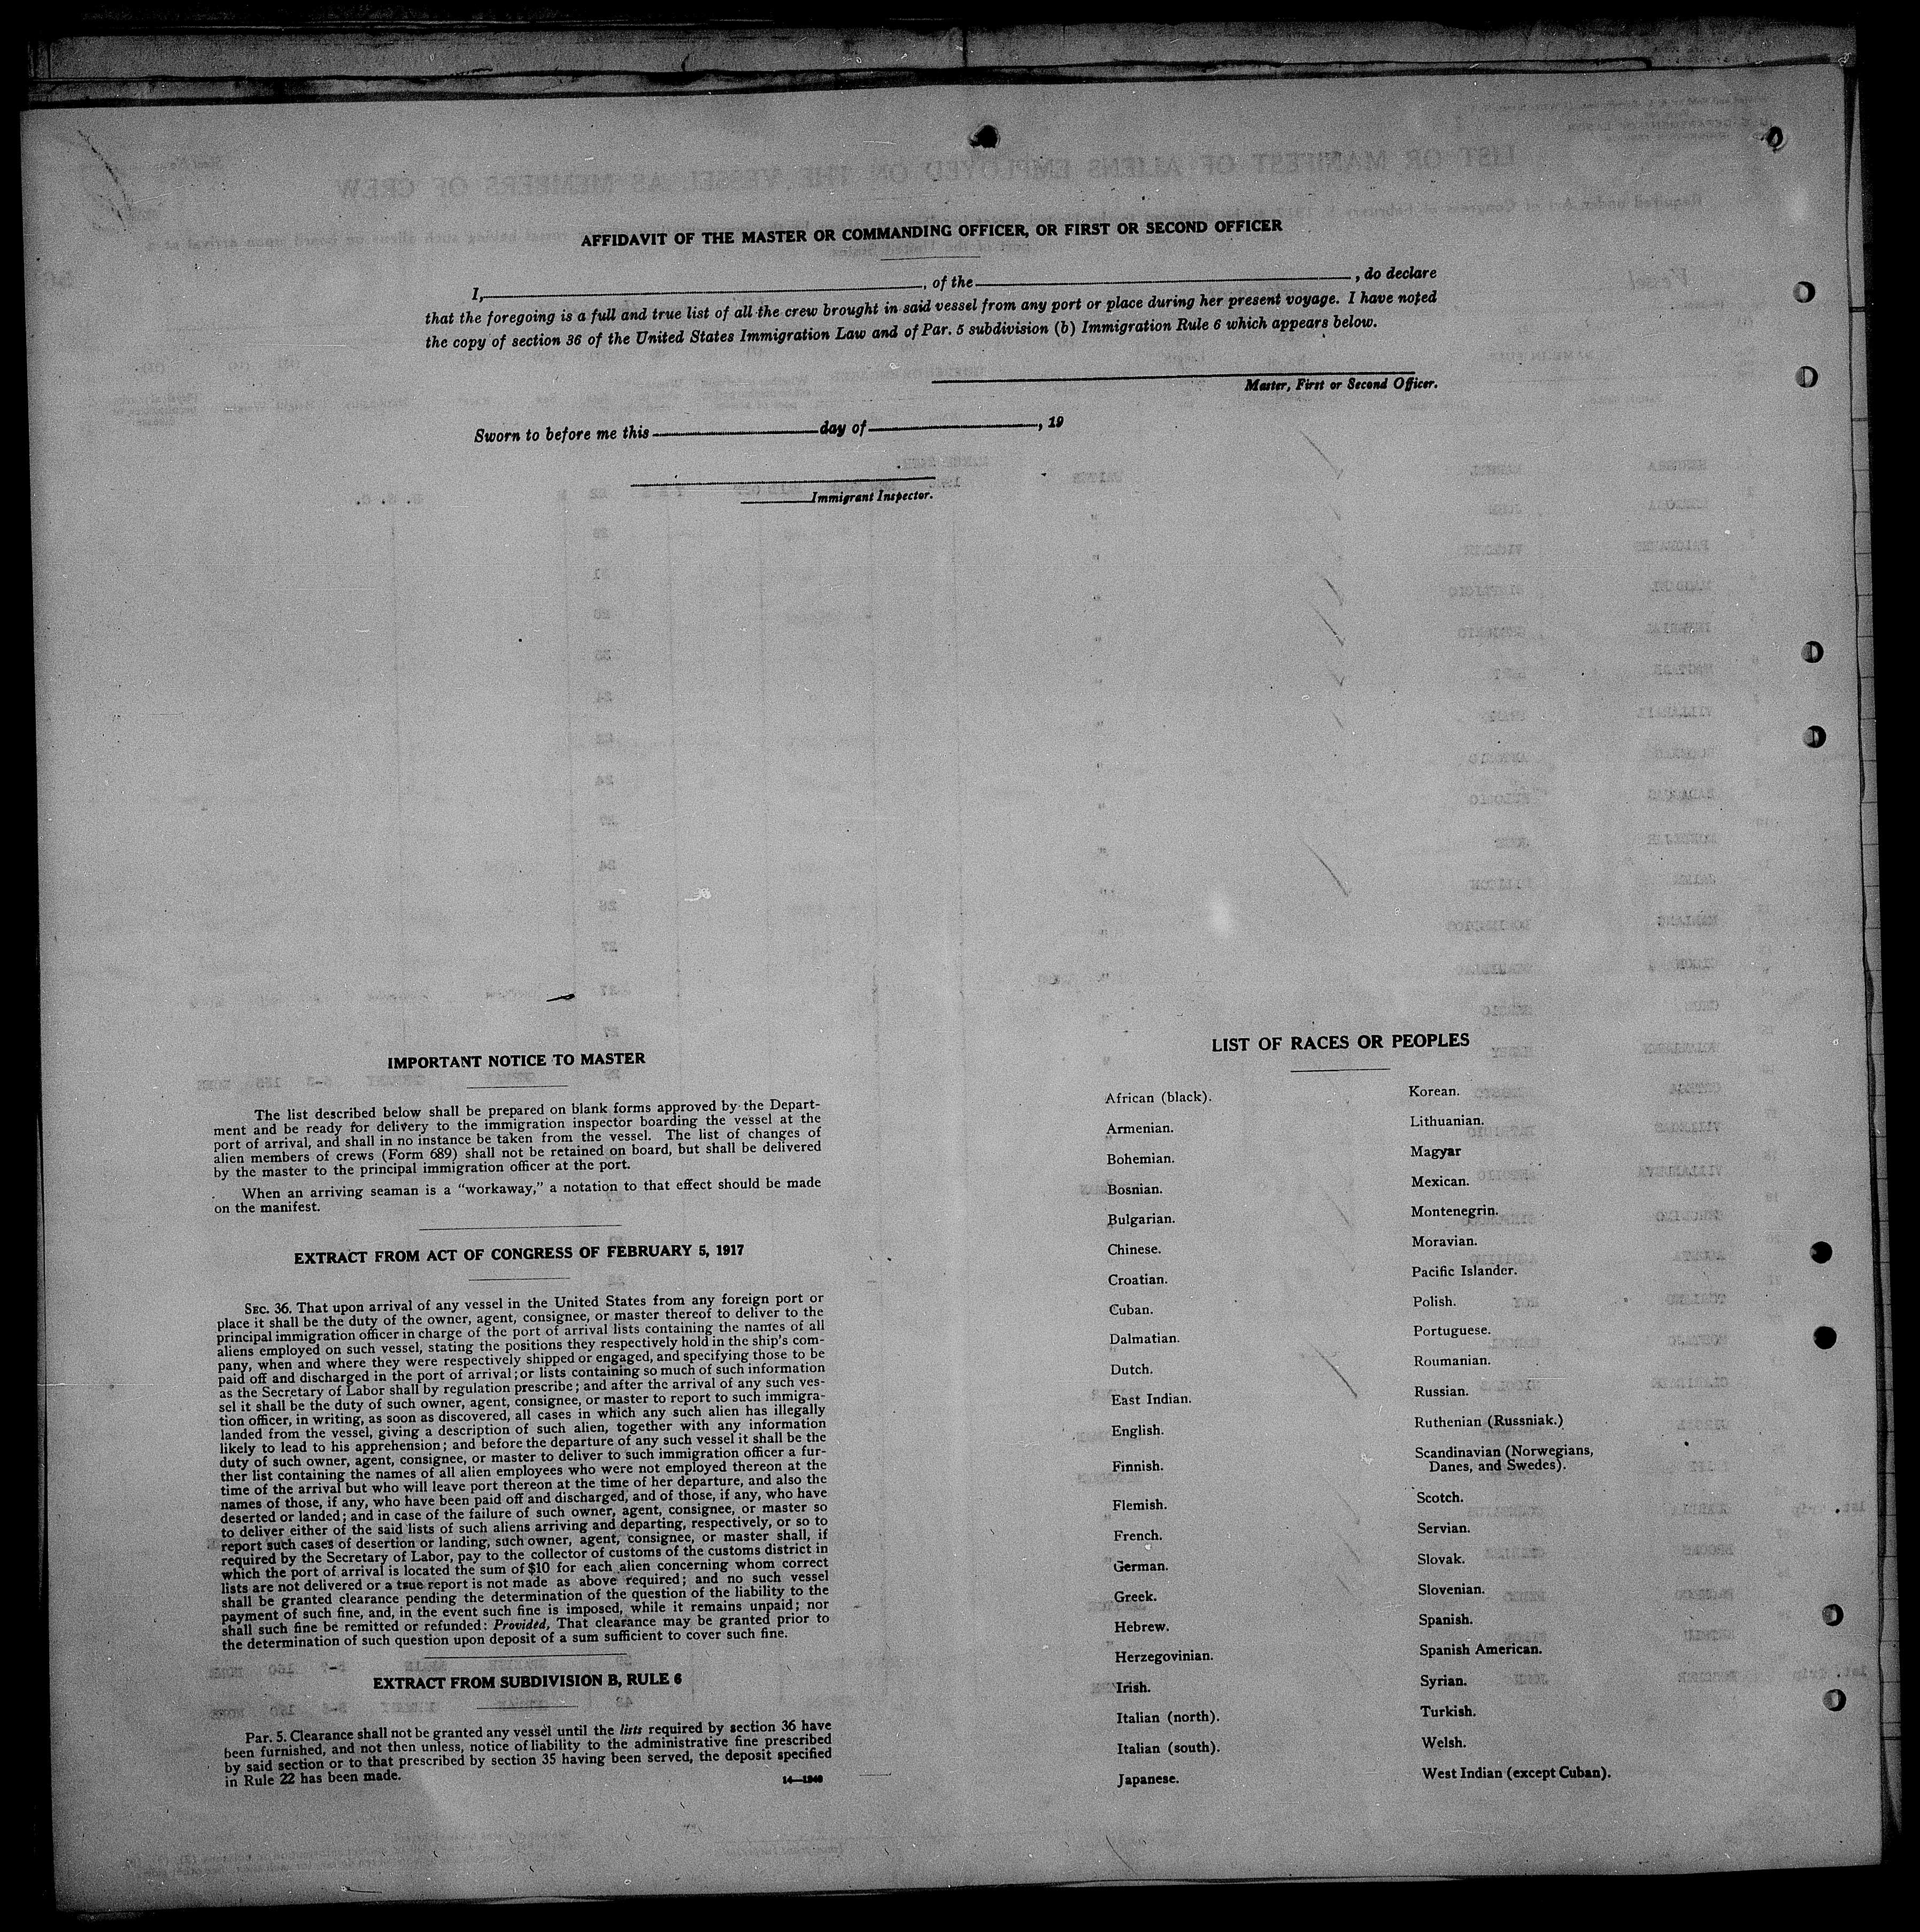 AFFIDAVIT OF THE MASTER OR COMMANDING OFFICER, OR FIRST OR SECOND OFFICER
I, , of the , do declare
that the foregoing is a full and true list of all the crew brought in said vessel from any port or place during her present voyage. I have noted
the copy of section 36 of the United States Immigration Law and of Par. 5 subdivision (b) Immigration Rule 6 which appears below.
Master, First or Second Officer.
Sworn to before me this day of , 19
Immigrant Inspector.
IMPORTANT NOTICE TO MASTER
The list described below shall be prepared on blank forms approved by the Depart-
ment and be ready for delivery to the immigration inspector boarding the vessel at the
port of arrival, and shall in no instance be taken from the vessel. The list of changes of
alien members of crews (Form 689) shall not be retained on board, but shall be delivered
by the master to the principal immigration officer at the port.
When an arriving seaman is a "workaway," a notation to that effect should be made
on the manifest.
EXTRACT FROM ACT OF CONGRESS OF FEBRUARY 5, 1917
SEC. 36. That upon arrival of any vessel in the United States from any foreign port or
place it shall be the duty of the owner, agent, consignee, or master thereof to deliver to the
principal immigration officer in charge of the port of arrival lists containing the names of all
aliens employed on such vessel, stating the positions they respectively hold in the ship's com-
pany, when and where they were respectively shipped or engaged, and specifying those to be
paid off and discharged in the port of arrival; or lists containing so much of such information
as the Secretary of Labor shall by regulation prescribe; and after the arrival of any such ves-
sel it shall be the duty of such owner, agent, consignee, or master to report to such immigra-
tion officer, in writing, as soon as discovered, all cases in which any such alien has illegally
landed from the vessel, giving a description of such alien, together with any information
likely to lead to his apprehension; and before the departure of any such vessel it shall be the
duty of such owner, agent, consignee, or master to deliver to such immigration officer a fur-
ther list containing the names of all alien employees who were not employed thereon at the
time of the arrival but who will leave port thereon at the time of her departure, and also the
names of those, if any, who have been paid off and discharged, and of those, if any, who have
deserted or landed; and in case of the failure of such owner, agent, consignee, or master so
to deliver either of the said lists of such aliens arriving and departing, respectively, or so to
report such cases of desertion or landing, such owner, agent, consignee, or master shall, if
required by the Secretary of Labor, pay to the collector of customs of the customs district in
which the port of arrival is located the sum of $10 for each alien concerning whom correct
lists are not delivered or a true report is not made as above required; and no such vessel
shall be granted clearance pending the determination of the question of the liability to the
payment of such fine, and, in the event such fine is imposed, while it remains unpaid; nor
shall such fine be remitted or refunded: Provided, That clearance may be granted prior to
the determination of such question upon deposit of a sum sufficient to cover such fine.
EXTRACT FROM SUBDIVISION B, RULE 6
Par. 5. Clearance shall not be granted any vessel until the lists required by section 36 have
been furnished, and not then unless, notice of liability to the administrative fine prescribed
by said section or to that prescribed by section 35 having been served, the deposit specified
in Rule 22 has been made.
14—1940
LIST OF RACES OR PEOPLES
African (black).
Armenian.
Bohemian.
Bosnian.
Bulgarian.
Chinese.
Croatian.
Cuban.
Dalmatian.
Dutch.
East Indian.
English.
Finnish.
Flemish.
French.
German.
Greek.
Hebrew.
Herzegovinian.
Irish.
Italian (north).
Italian (south).
Japanese.
Korean.
Lithuanian.
Magyar
Mexican.
Montenegrin.
Moravian.
Pacific Islander.
Polish.
Portuguese.
Roumanian.
Russian.
Ruthenian (Russniak.)
Scandinavian (Norwegians,
Danes, and Swedes).
Scotch.
Servian.
Slovak.
Slovenian.
Spanish.
Spanish American.
Syrian.
Turkish.
Welsh.
West Indian (except Cuban).